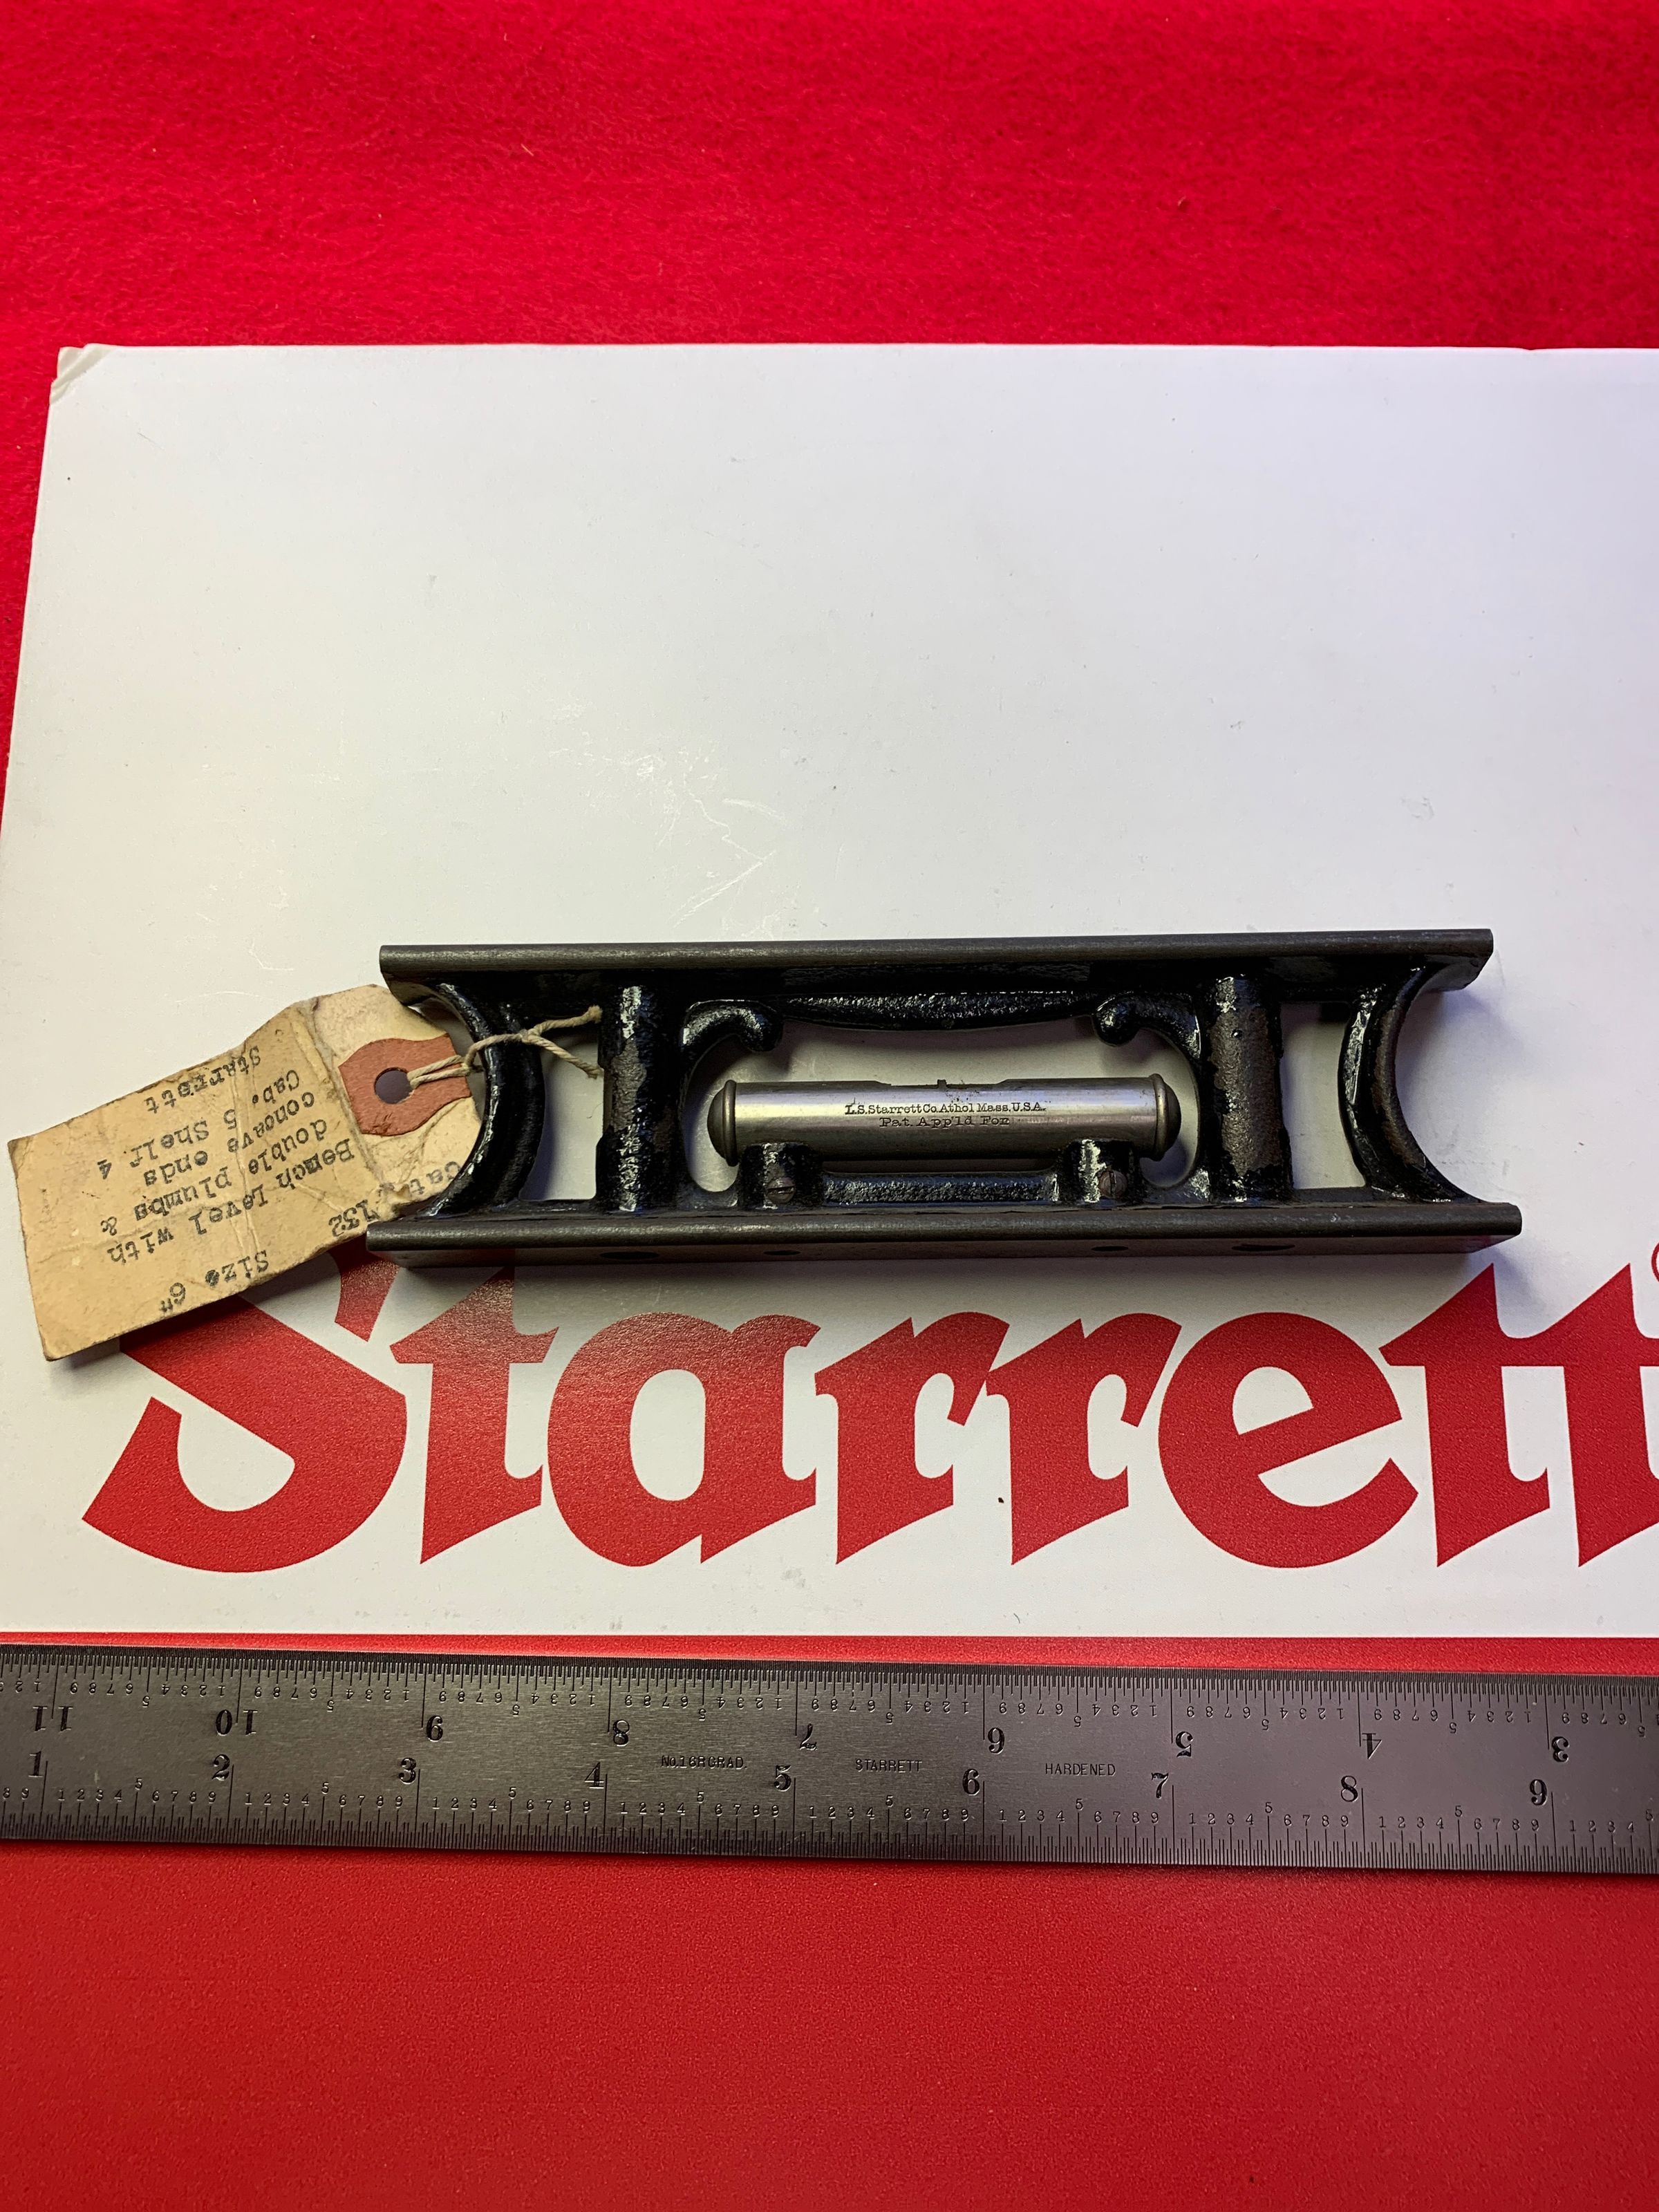 132 Size 6"
Bench Level with
double plumbs &
concave ends
Cab. 5 Shelf 4
Starrett
L.S.Starrett Co. Athol Mass. U.S.A.
Pat. App'ld For
Starrett
11 10 9 8 7 6 5 4 3
No.16R GRAD. STARRETT HARDENED
1 2 3 4 5 6 7 8 9